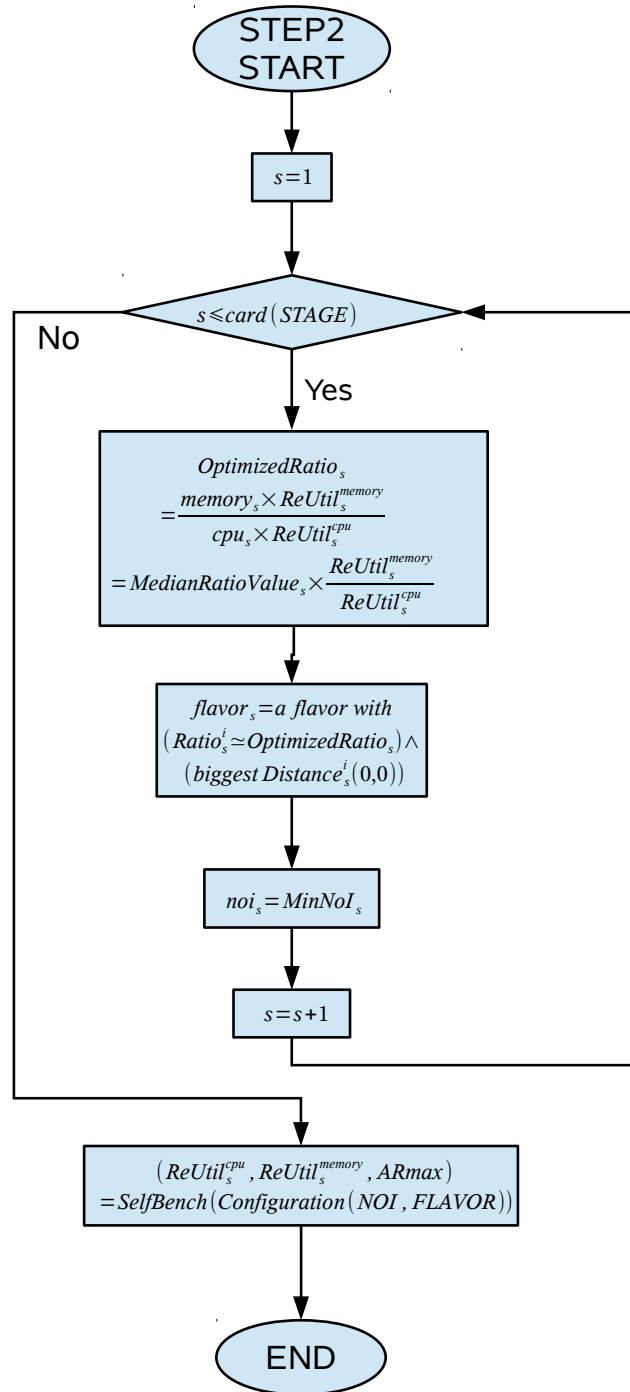 STEP2
START
s=1
s⩽card(STAGE)
No
Yes
OptimizedRatio_s
=\frac{memory_s×ReUtil_s^{memory}}{cpu_s×ReUtil_s^{cpu}}
=MedianRatioValue_s×\frac{ReUtil_s^{memory}}{ReUtil_s^{cpu}}
flavor_s=a flavor with
(Ratio_s^i≃OptimizedRatio_s)∧
(biggest Distance_s^i(0,0))
noi_s=MinNoI_s
s=s+1
(ReUtil_s^{cpu},ReUtil_s^{memory},ARmax)
=SelfBench(Configuration(NOI,FLAVOR))
END